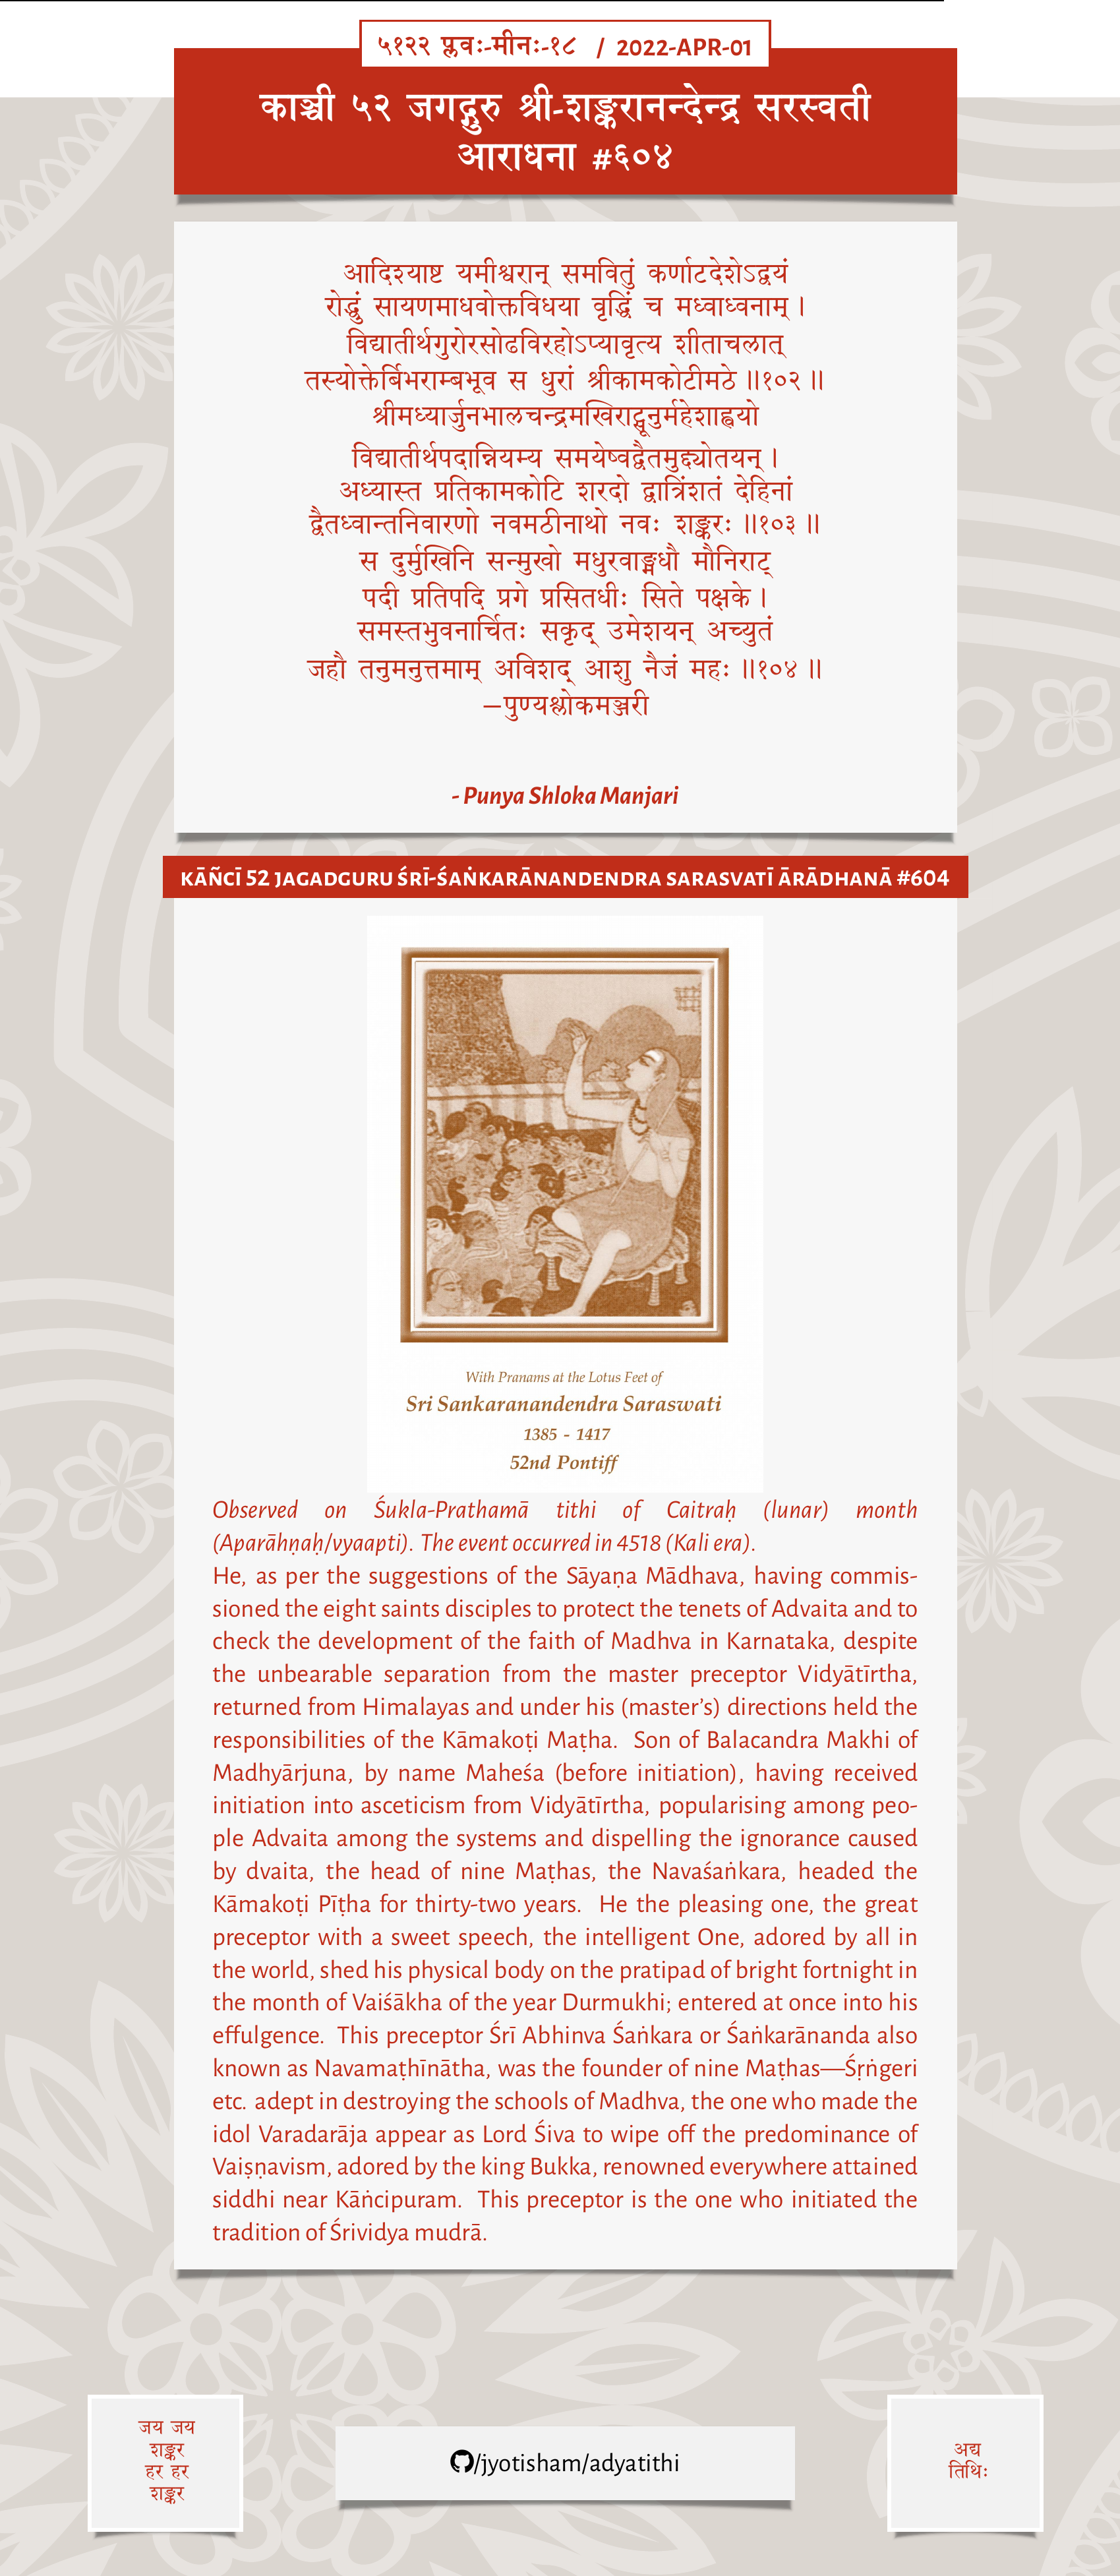 ५१२२ प्लवः-मीनः-१८ / 2022-APR-01
काञ्ची ५२ जगद्गुरु श्री-शङ्करानन्देन्द्र सरस्वती
आराधना #६०४
आदिश्याष्ट यमीश्वरान् समवितुं कर्णाटदेशेऽद्वयं
रोद्धुं सायणमाधवोक्तविधया वृद्धिं च मध्वाध्वनाम् ।
विद्यातीर्थगुरोरसोढविरहोऽप्यावृत्य शीताचलात्
तस्योक्तेर्बिभराम्बभूव स धुरां श्रीकामकोटीमठे ॥१०२॥
श्रीमध्यार्जुनभालचन्द्रमखिराट्सूनुर्महेशाह्वयो
विद्यातीर्थपदान्नियम्य समयेष्वद्वैतमुद्द्योतयन् ।
अध्यास्त प्रतिकामकोटि शरदो द्वात्रिंशतं देहिनां
द्वैतध्वान्तनिवारणो नवमठीनाथो नवः शङ्करः ॥१०३॥
स दुर्मुखिनि सन्मुखो मधुरवाङ्मधौ मौनिराट्
पदी प्रतिपदि प्रगे प्रसितधीः सिते पक्षके ।
समस्तभुवनार्चितः सकृद् उमेशयन् अच्युतं
जहौ तनुमनुत्तमाम् अविशद् आशु नैजं महः ॥१०४॥
—पुण्यश्लोकमञ्जरी
- Punya Shloka Manjari
KĀÑCĪ 52 JAGADGURU ŚRĪ-ŚAṄKARĀNANDENDRA SARASVATĪ ĀRĀDHANĀ #604
With Pranams at the Lotus Feet of
Sri Sankaranandendra Saraswati
1385 - 1417
52nd Pontiff
Observed on Śukla-Prathamā tithi of Caitraḥ (lunar) month
(Aparāhṇaḥ/vyaapti). The event occurred in 4518 (Kali era).
He, as per the suggestions of the Sāyaṇa Mādhava, having commis-
sioned the eight saints disciples to protect the tenets of Advaita and to
check the development of the faith of Madhva in Karnataka, despite
the unbearable separation from the master preceptor Vidyātīrtha,
returned from Himalayas and under his (master's) directions held the
responsibilities of the Kāmakoṭi Maṭha. Son of Balacandra Makhi of
Madhyārjuna, by name Maheśa (before initiation), having received
initiation into asceticism from Vidyātīrtha, popularising among peo-
ple Advaita among the systems and dispelling the ignorance caused
by dvaita, the head of nine Maṭhas, the Navaśaṅkara, headed the
Kāmakoṭi Pīṭha for thirty-two years. He the pleasing one, the great
preceptor with a sweet speech, the intelligent One, adored by all in
the world, shed his physical body on the pratipad of bright fortnight in
the month of Vaiśākha of the year Durmukhi; entered at once into his
effulgence. This preceptor Śrī Abhinva Śaṅkara or Śaṅkarānanda also
known as Navamaṭhīnātha, was the founder of nine Maṭhas—Śṛṅgeri
etc. adept in destroying the schools of Madhva, the one who made the
idol Varadarāja appear as Lord Śiva to wipe off the predominance of
Vaiṣṇavism, adored by the king Bukka, renowned everywhere attained
siddhi near Kāṅcipuram. This preceptor is the one who initiated the
tradition of Śrividya mudrā.
जय जय
शङ्कर
हर हर
शङ्कर
/jyotisham/adyatithi
अद्य
तिथिः